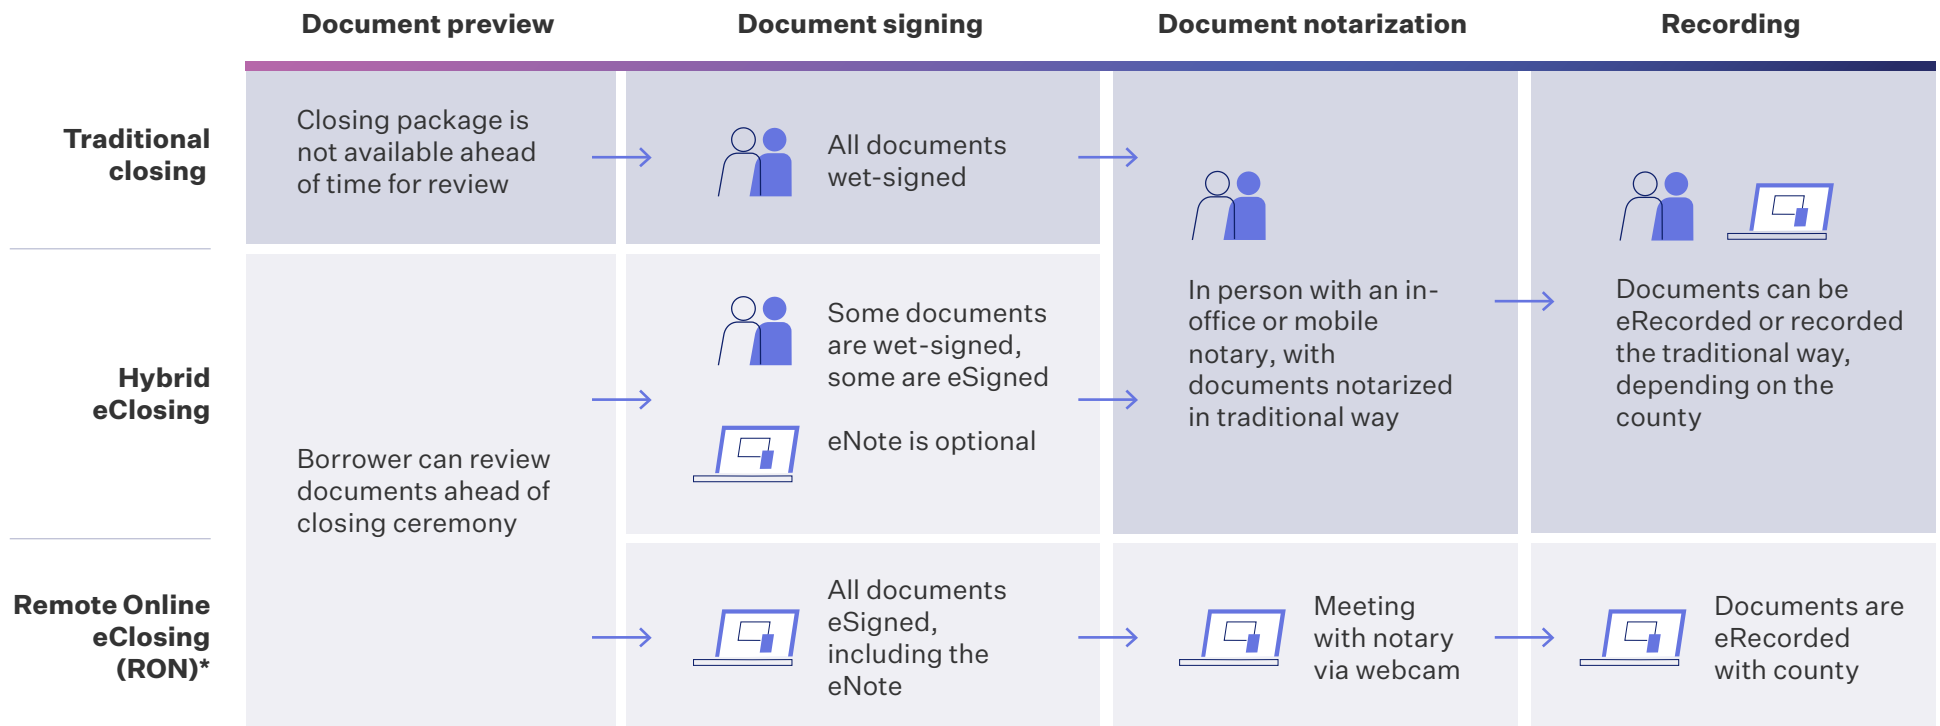 Document preview
Document signing
Document notarization
Recording
Traditional
closing
Closing package is
not available ahead
of time for review
All documents
wet-signed
In person with an in-
office or mobile
notary, with
documents notarized
in traditional way
Documents can be
eRecorded or recorded
the traditional way,
depending on the
county
Hybrid
eClosing
Borrower can review
documents ahead of
closing ceremony
Some documents
are wet-signed,
some are eSigned
eNote is optional
Remote Online
eClosing
(RON)*
All documents
eSigned,
including the
eNote
Meeting
with notary
via webcam
Documents are
eRecorded
with county